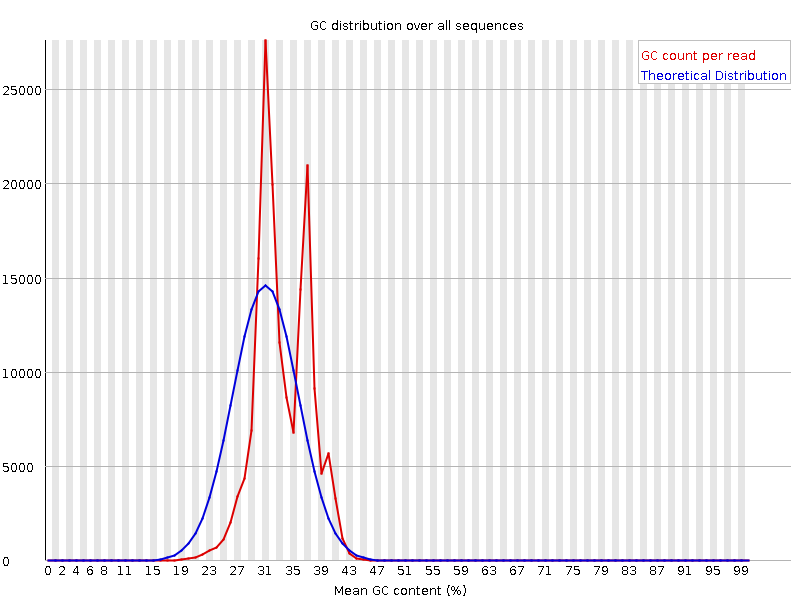 GC distribution over all sequences
GC count per read
Theoretical Distribution
25000
20000
15000
10000
5000
0
0 2 4 6 8 11 15 19 23 27 31 35 39 43 47 51 55 59 63 67 71 75 79 83 87 91 95 99
Mean GC content (%)